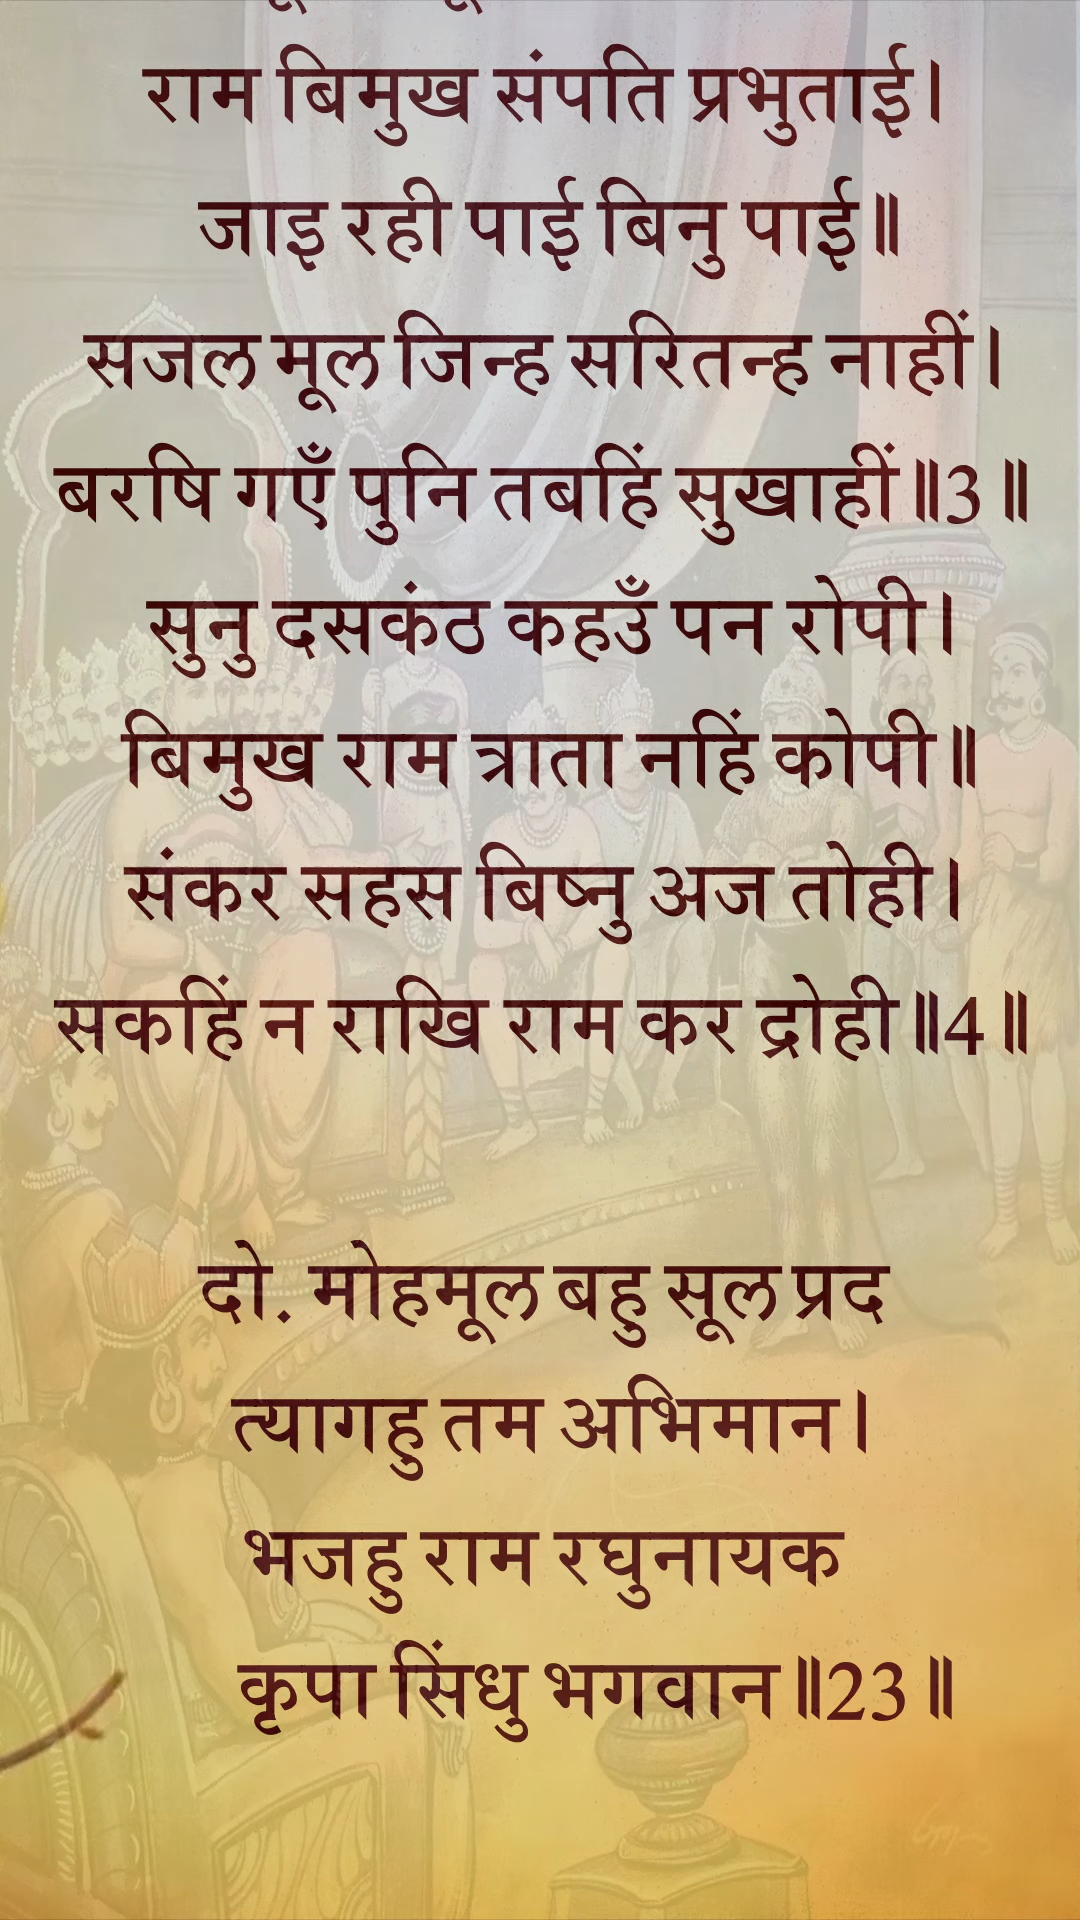 राम बिमुख संपति प्रभुताई।
जाइ रही पाई बिनु पाई॥
सजल मूल जिन्ह सरितन्ह नाहीं।
बरषि गएँ पुनि तबहिं सुखाहीं॥3॥
सुनु दसकंठ कहउँ पन रोपी।
बिमुख राम त्राता नहिं कोपी॥
संकर सहस बिष्नु अज तोही।
सकहिं न राखि राम कर द्रोही॥4॥
दो. मोहमूल बहु सूल प्रद
त्यागहु तम अभिमान।
भजहु राम रघुनायक
कृपा सिंधु भगवान॥23॥